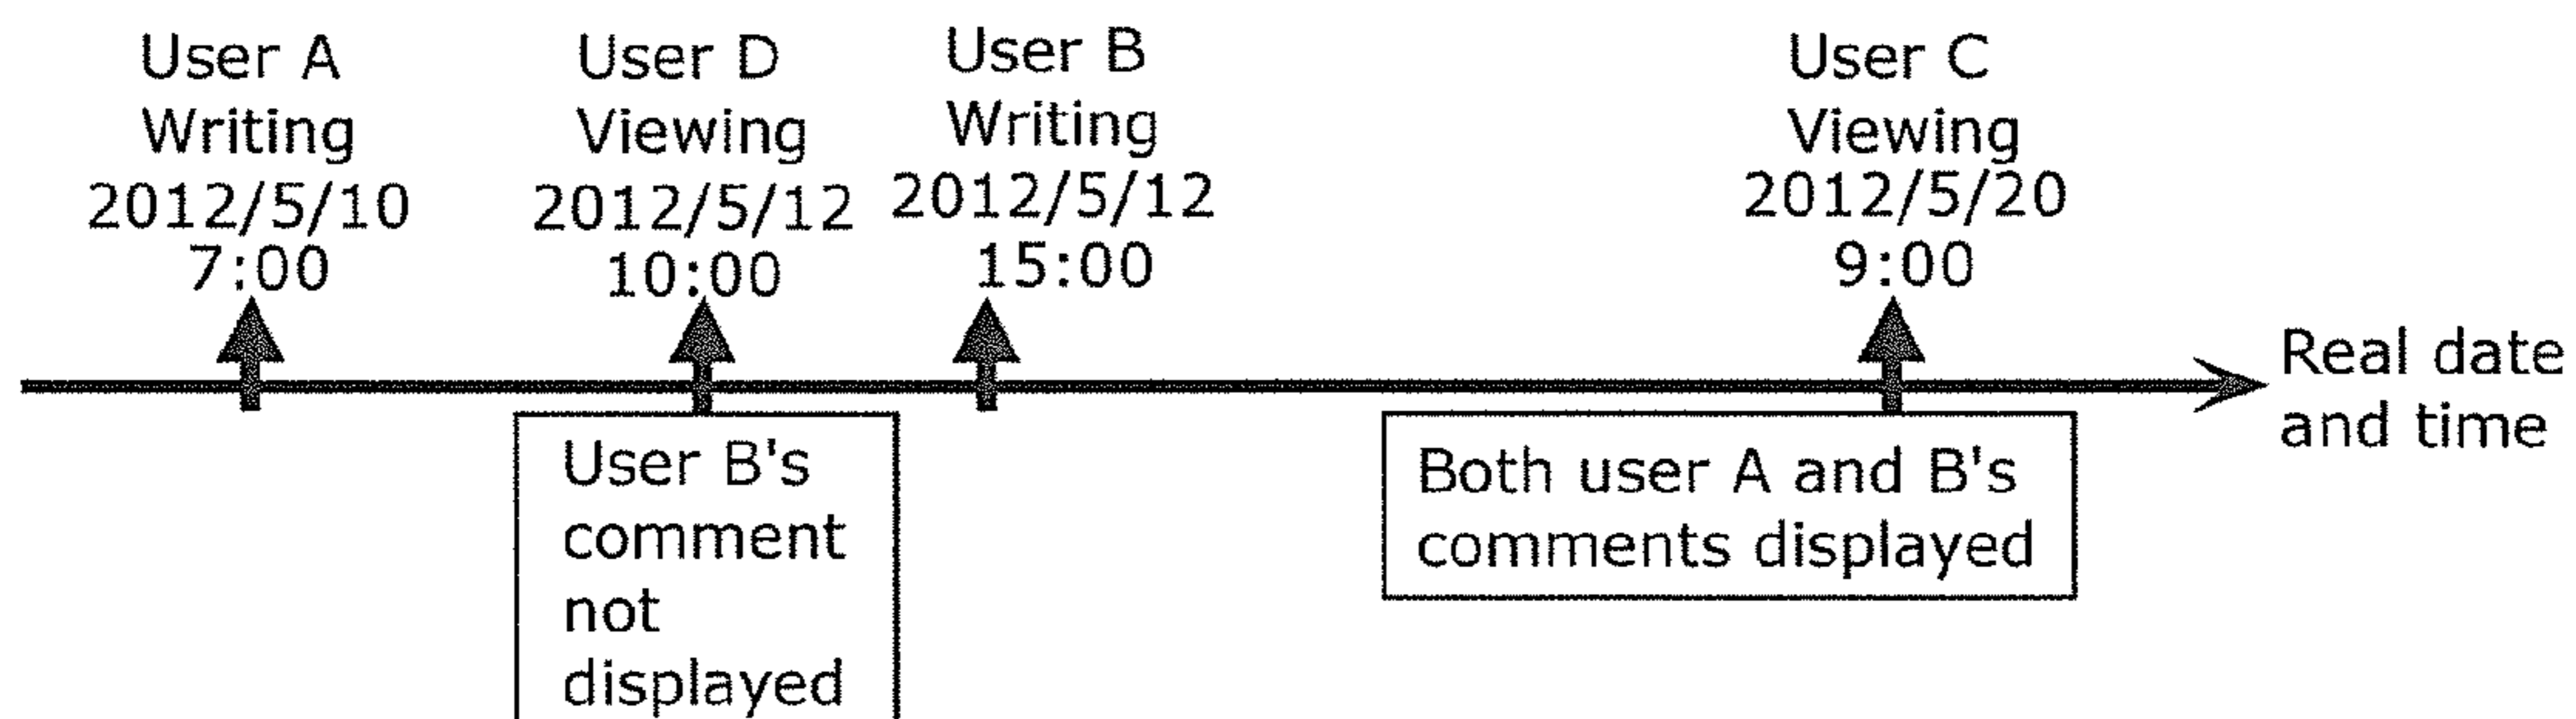 User A
Writing
2012/5/10
7:00
User D
Viewing
2012/5/12
10:00
User B
Writing
2012/5/12
15:00
User C
Viewing
2012/5/20
9:00
Real date
and time
User B's
comment
not
displayed
Both user A and B's
comments displayed